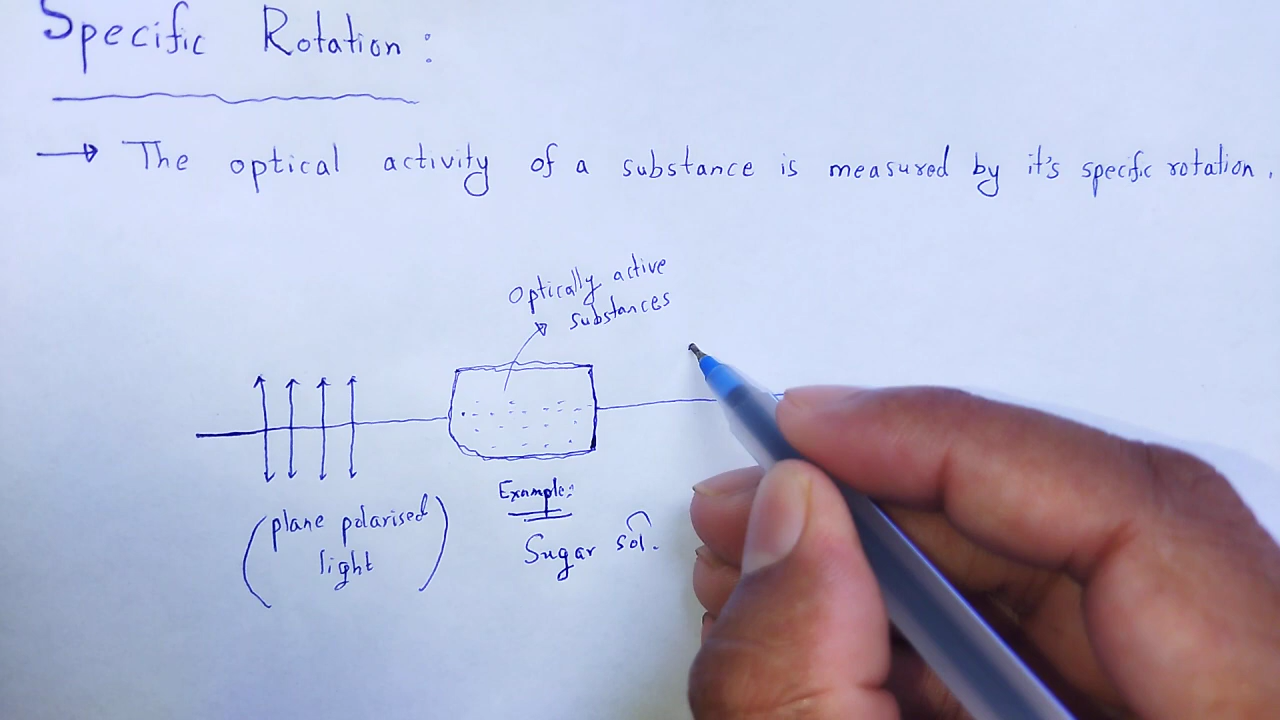 Specific Rotation :
→ The optical activity of a substance is measured by it's specific rotation.
Optically active
substances
(plane polarised
light)
Example:
Sugar sol.